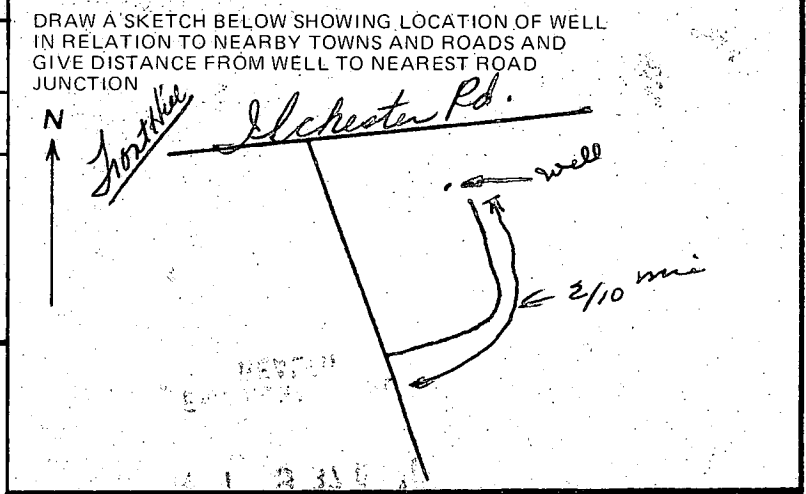 DRAW A SKETCH BELOW SHOWING LOCATION OF WELL
IN RELATION TO NEARBY TOWNS AND ROADS AND
GIVE DISTANCE FROM WELL TO NEAREST ROAD
JUNCTION
N
Ilchester Rd.
Well
2/10 mi